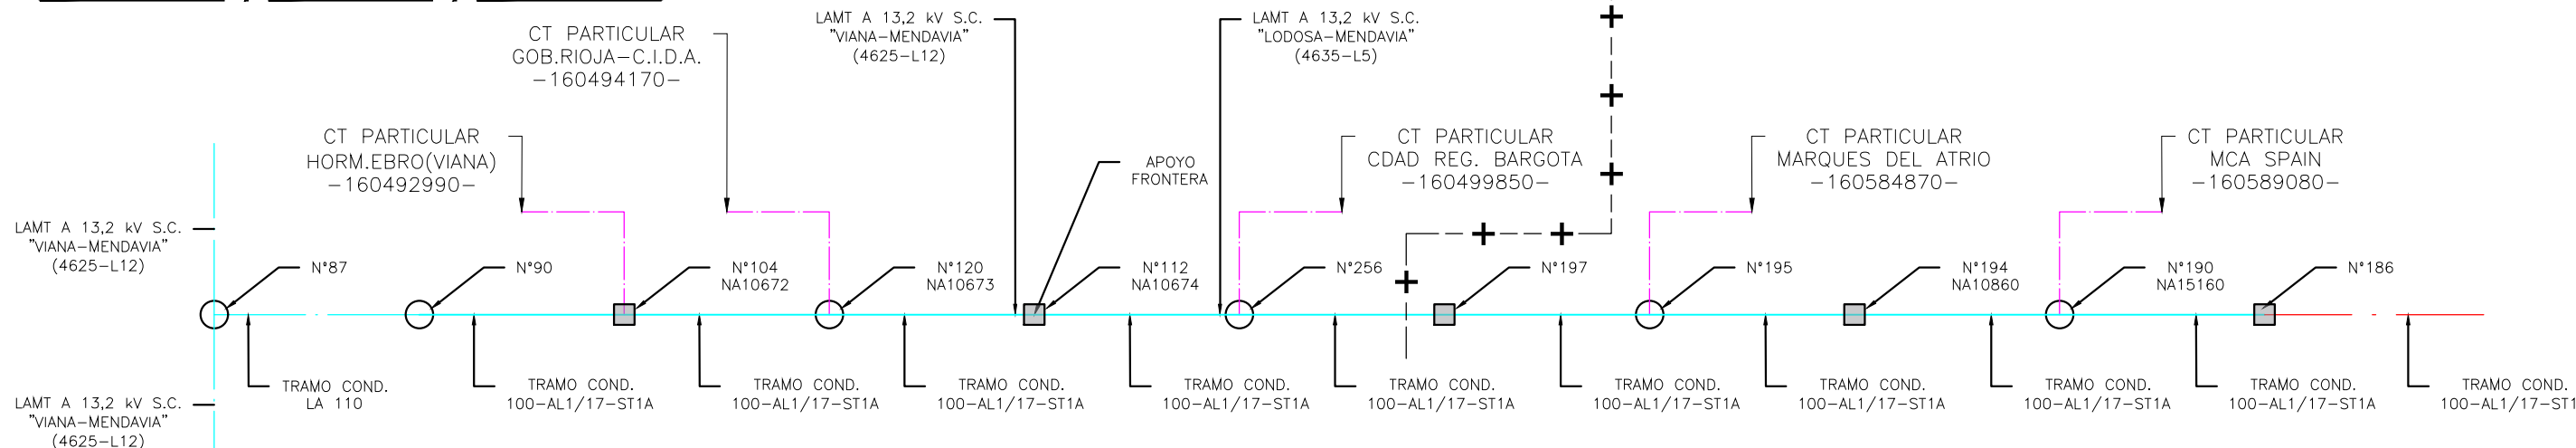 LAMT A 13,2 kV S.C.
"VIANA-MENDAVIA"
(4625-L12)
LAMT A 13,2 kV S.C.
"LODOSA-MENDAVIA"
(4635-L5)
CT PARTICULAR
GOB.RIOJA-C.I.D.A.
-160494170-
CT PARTICULAR
HORM.EBRO(VIANA)
-160492990-
APOYO
FRONTERA
CT PARTICULAR
CDAD REG. BARGOTA
-160499850-
CT PARTICULAR
MARQUES DEL ATRIO
-160584870-
CT PARTICULAR
MCA SPAIN
-160589080-
LAMT A 13,2 kV S.C.
"VIANA-MENDAVIA"
(4625-L12)
N°87
N°90
N°104
NA10672
N°120
NA10673
N°112
NA10674
N°256
N°197
N°195
N°194
NA10860
N°190
NA15160
N°186
TRAMO COND.
LA 110
TRAMO COND.
100-AL1/17-ST1A
TRAMO COND.
100-AL1/17-ST1A
TRAMO COND.
100-AL1/17-ST1A
TRAMO COND.
100-AL1/17-ST1A
TRAMO COND.
100-AL1/17-ST1A
TRAMO COND.
100-AL1/17-ST1A
TRAMO COND.
100-AL1/17-ST1A
TRAMO COND.
100-AL1/17-ST1A
TRAMO COND.
100-AL1/17-ST1A
TRAMO COND.
100-AL1/17-ST1
LAMT A 13,2 kV S.C.
"VIANA-MENDAVIA"
(4625-L12)